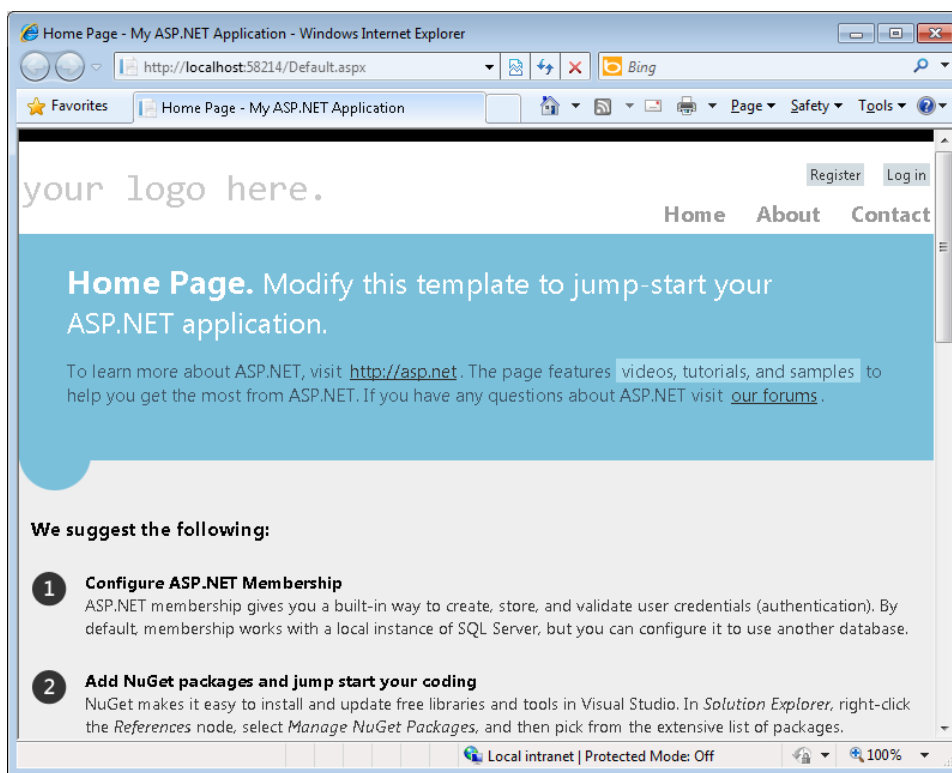 Home Page - My ASP.NET Application - Windows Internet Explorer
http://localhost:58214/Default.aspx
Bing
Favorites
Home Page - My ASP.NET Application
Page
Safety
Tools
your logo here.
Register
Log in
Home
About
Contact
Home Page. Modify this template to jump-start your
ASP.NET application.
To learn more about ASP.NET, visit http://asp.net. The page features videos, tutorials, and samples to
help you get the most from ASP.NET. If you have any questions about ASP.NET visit our forums.
We suggest the following:
1
Configure ASP.NET Membership
ASP.NET membership gives you a built-in way to create, store, and validate user credentials (authentication). By
default, membership works with a local instance of SQL Server, but you can configure it to use another database.
2
Add NuGet packages and jump start your coding
NuGet makes it easy to install and update free libraries and tools in Visual Studio. In Solution Explorer, right-click
the References node, select Manage NuGet Packages, and then pick from the extensive list of packages.
Local intranet | Protected Mode: Off
100%